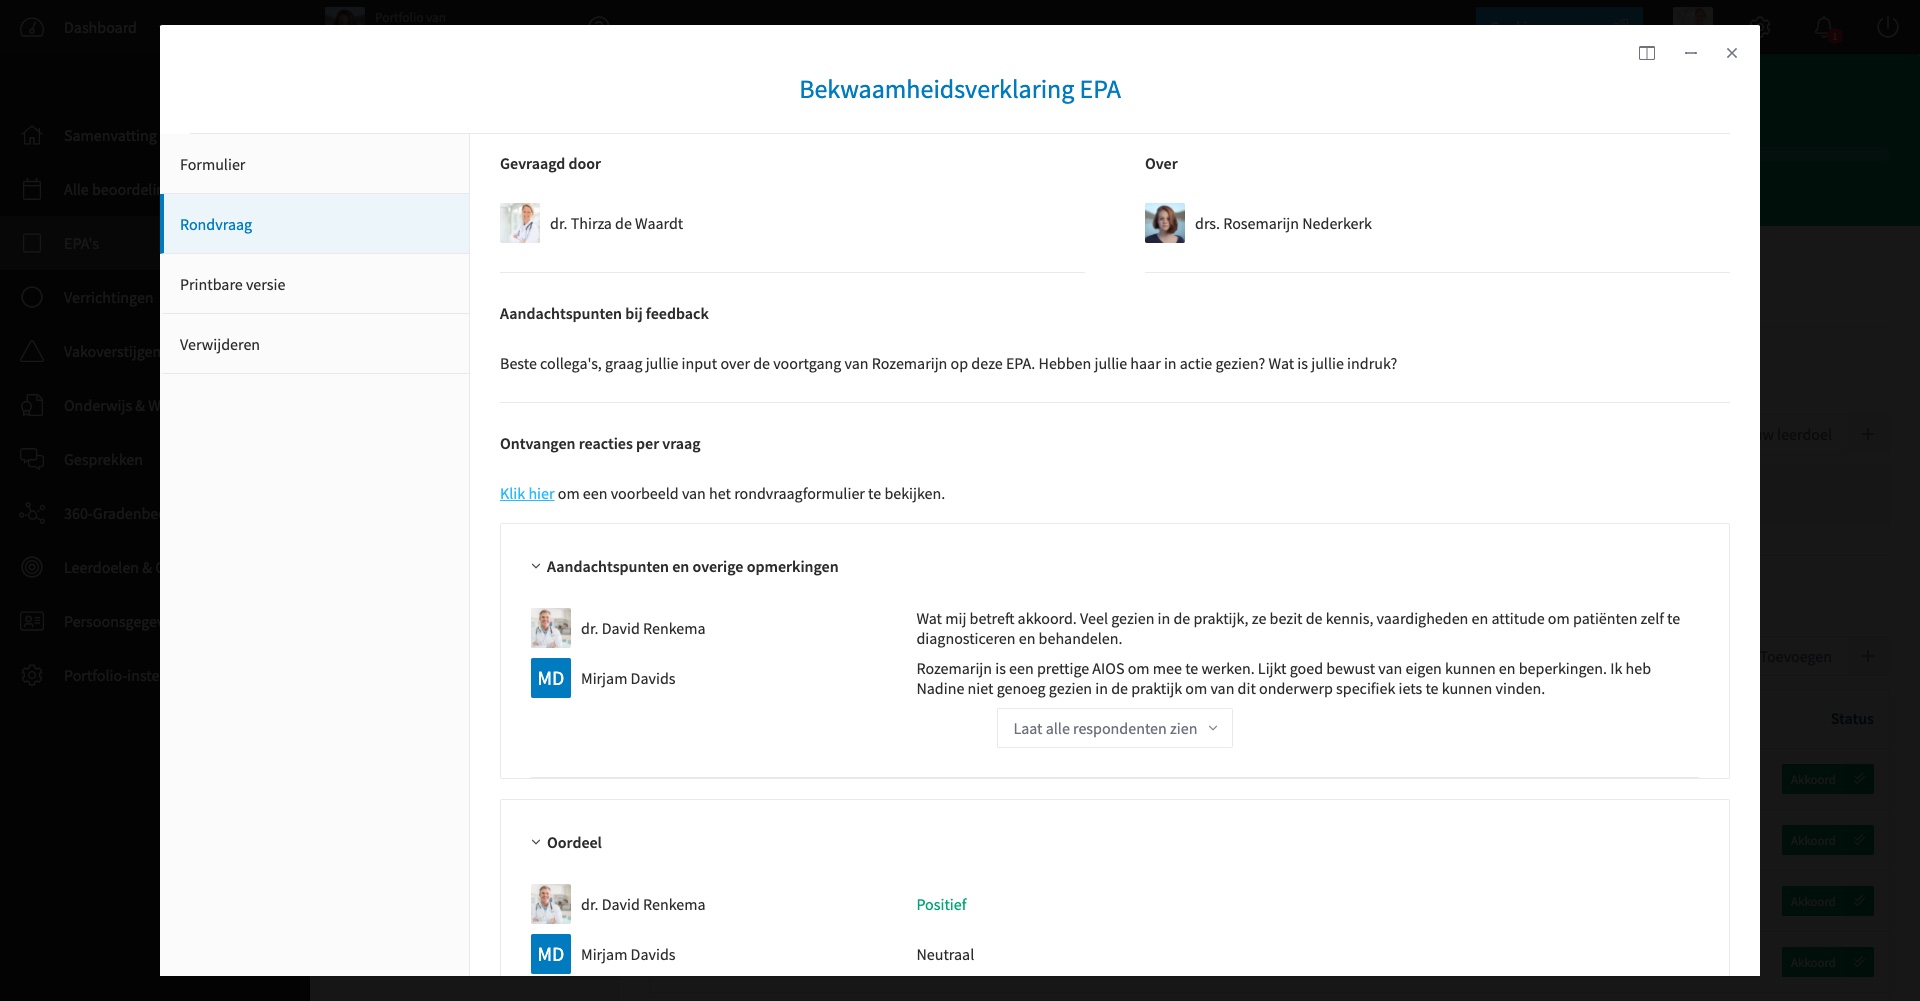 Dashboard
Portfolio van
1
Bekwaamheidsverklaring EPA
Samenvatting
Alle beoordelin
EPA's
Verrichtingen
Vakoverstijgen
Onderwijs & W
Gesprekken
360-Gradenbe
Leerdoelen &
Persoonsgege
Portfolio-inste
Formulier
Rondvraag
Printbare versie
Verwijderen
Gevraagd door
Over
dr. Thirza de Waardt
drs. Rosemarijn Nederkerk
Aandachtspunten bij feedback
Beste collega's, graag jullie input over de voortgang van Rozemarijn op deze EPA. Hebben jullie haar in actie gezien? Wat is jullie indruk?
Ontvangen reacties per vraag
Klik hier om een voorbeeld van het rondvraagformulier te bekijken.
Aandachtspunten en overige opmerkingen
dr. David Renkema
Wat mij betreft akkoord. Veel gezien in de praktijk, ze bezit de kennis, vaardigheden en attitude om patiënten zelf te
diagnosticeren en behandelen.
MD Mirjam Davids
Rozemarijn is een prettige AIOS om mee te werken. Lijkt goed bewust van eigen kunnen en beperkingen. Ik heb
Nadine niet genoeg gezien in de praktijk om van dit onderwerp specifiek iets te kunnen vinden.
Laat alle respondenten zien
Oordeel
dr. David Renkema
Positief
MD Mirjam Davids
Neutraal
w leerdoel
Toevoegen
Status
Akkoord
Akkoord
Akkoord
Akkoord